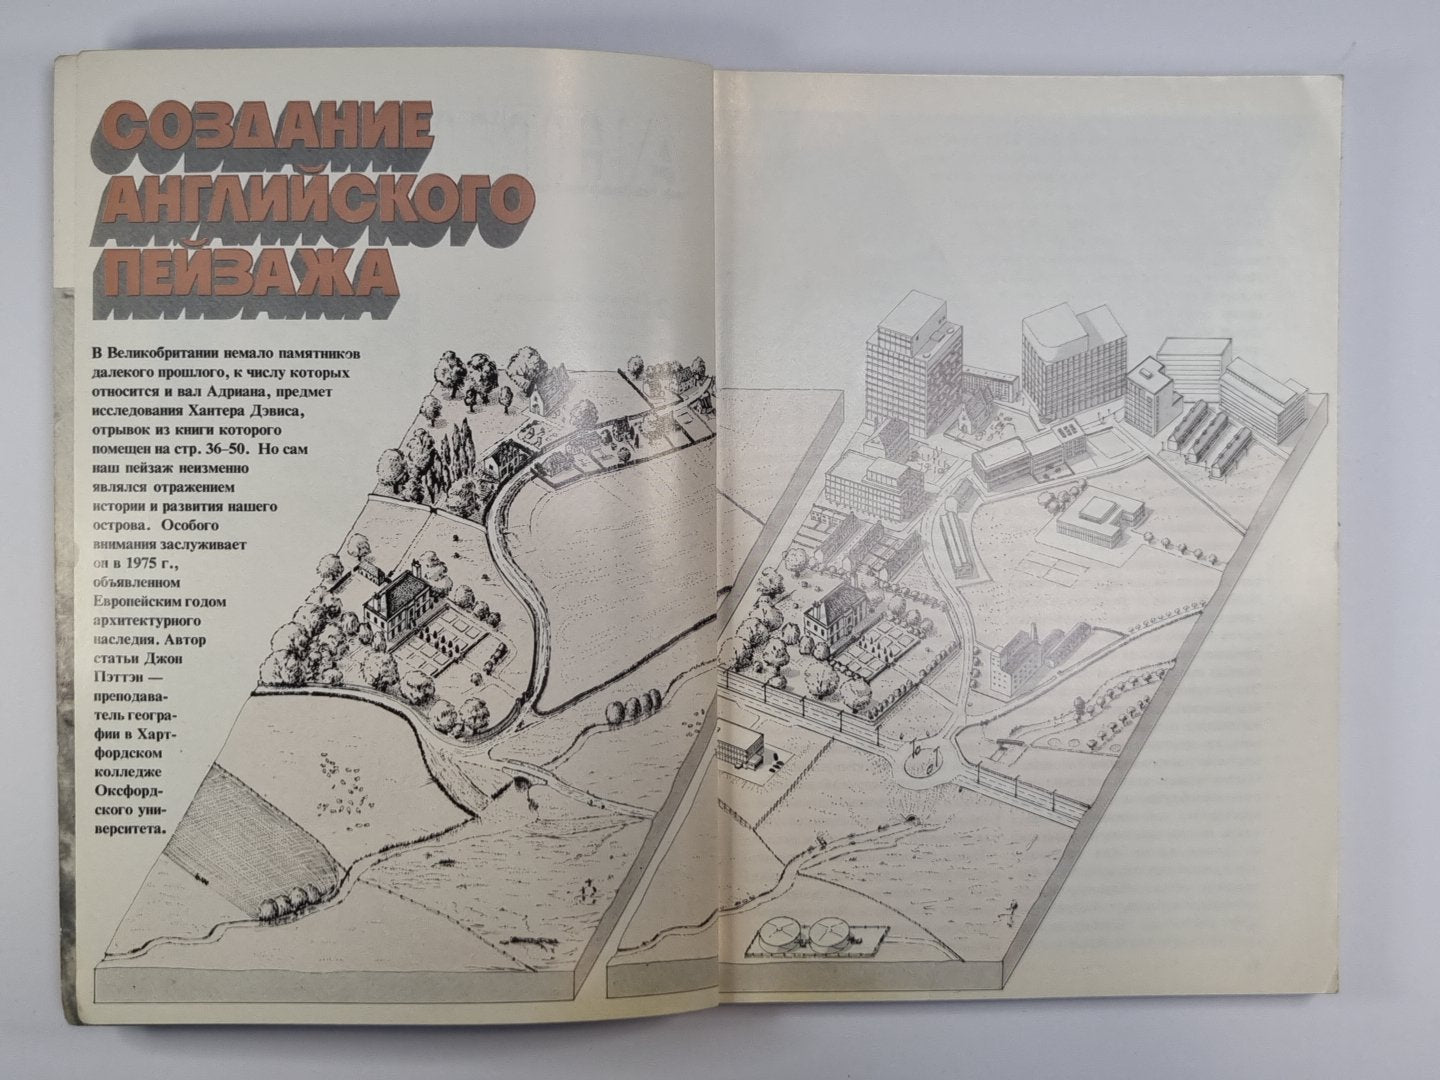 СОЗДАНИЕ
АНГЛИЙСКОГО
ПЕЙЗАЖА
В Великобритании немало памятников
далекого прошлого, к числу которых
относится и вал Адриана, предмет
исследования Хантера Дэвиса,
отрывок из книги которого
помещен на стр. 36–50. Но сам
наш пейзаж неизменно
являлся отражением
истории и развития нашего
острова. Особого
внимания заслуживает
он в 1975 г.,
объявленном
Европейским годом
архитектурного
наследия. Автор
статьи Джон
Пэттэн —
преподава-
тель геогра-
фии в Харт-
фордском
колледже
Оксфорд-
ского уни-
верситета.